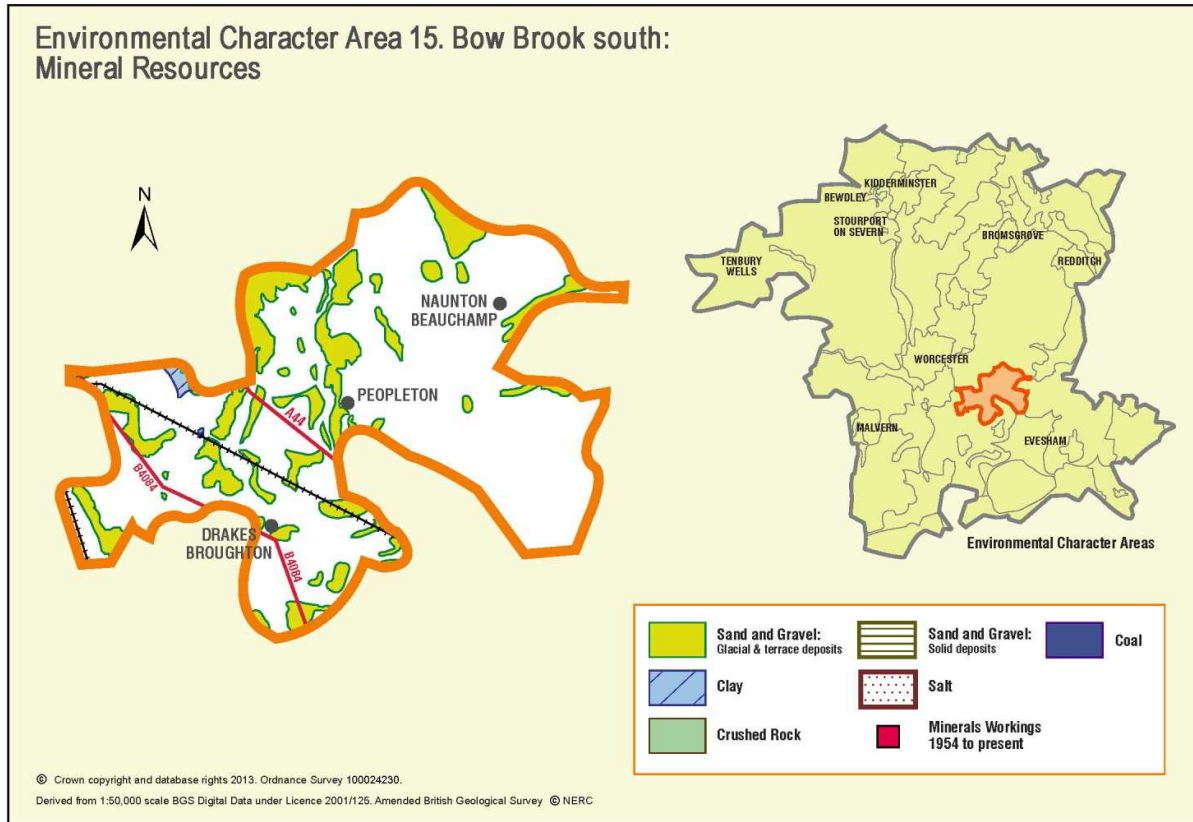 Environmental Character Area 15. Bow Brook south:
Mineral Resources
N
NAUNTON
BEAUCHAMP
PEOPLETON
A44
B4084
DRAKES
BROUGHTON
B4084
KIDDERMINSTER
BEWDLEY
STOURPORT
ON SEVERN
BROMSGROVE
TENBURY
WELLS
REDDITCH
WORCESTER
MALVERN
EVESHAM
Environmental Character Areas
Sand and Gravel:
Glacial & terrace deposits
Sand and Gravel:
Solid deposits
Coal
Clay
Salt
Crushed Rock
Minerals Workings
1954 to present
© Crown copyright and database rights 2013. Ordnance Survey 100024230.
Derived from 1:50,000 scale BGS Digital Data under Licence 2001/125. Amended British Geological Survey © NERC